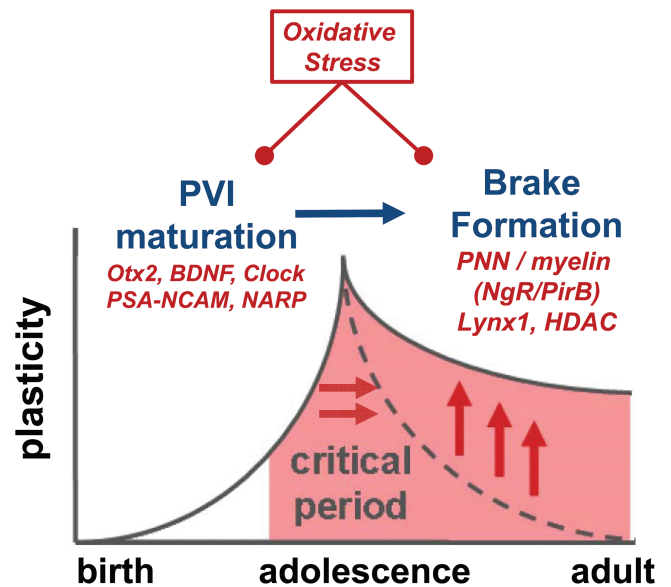 Oxidative
Stress
PVI
maturation
Otx2, BDNF, Clock
PSA-NCAM, NARP
Brake
Formation
PNN / myelin
(NgR/PirB)
Lynx1, HDAC
plasticity
critical
period
birth
adolescence
adult